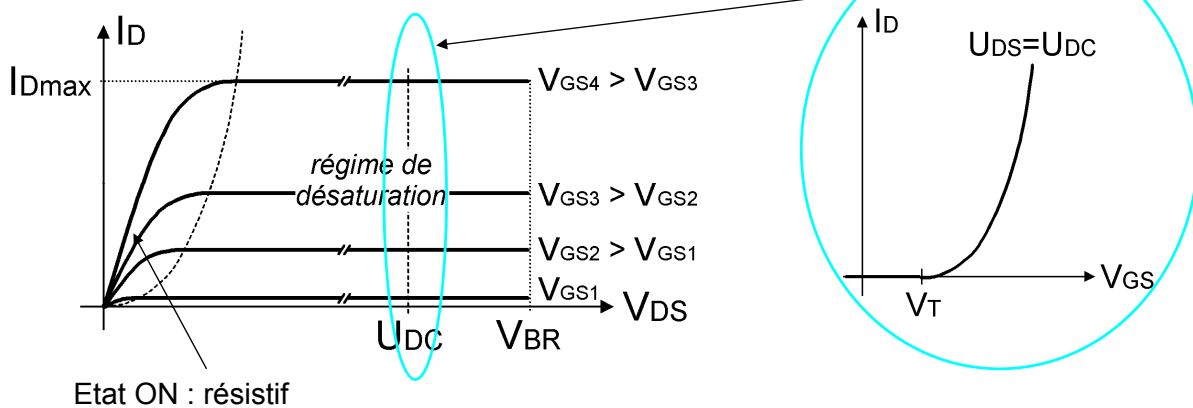 ID
IDmax
VGS4 > VGS3
régime de
désaturation
VGS3 > VGS2
VGS2 > VGS1
VGS1
VDS
UDC
VBR
Etat ON : résistif
ID
UDS=UDC
VGS
VT